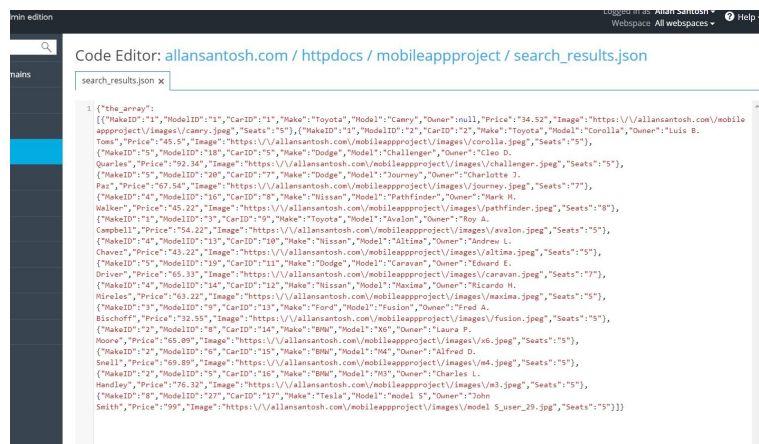 dmin edition
Logged in as Allan Santosh
Webspace All webspaces
Help
mains
Code Editor: allansantosh.com / httpdocs / mobileappproject / search_results.json
search_results.json x
1 {"the_array":
[{"MakeID":"1","ModelID":"1","CarID":"1","Make":"Toyota","Model":"Camry","Owner":null,"Price":"34.52","Image":"https:\/\/allansantosh.com\/mobile
appproject\/images\/camry.jpeg","Seats":"5"},{"MakeID":"1","ModelID":"2","CarID":"2","Make":"Toyota","Model":"Corolla","Owner":"Luis B.
Toms","Price":"45.5","Image":"https:\/\/allansantosh.com\/mobileappproject\/images\/corolla.jpeg","Seats":"5"},
{"MakeID":"5","ModelID":"18","CarID":"5","Make":"Dodge","Model":"Challenger","Owner":"Cleo D.
Quarles","Price":"92.34","Image":"https:\/\/allansantosh.com\/mobileappproject\/images\/challenger.jpeg","Seats":"5"},
{"MakeID":"5","ModelID":"20","CarID":"7","Make":"Dodge","Model":"Journey","Owner":"Charlotte J.
Paz","Price":"67.54","Image":"https:\/\/allansantosh.com\/mobileappproject\/images\/journey.jpeg","Seats":"7"},
{"MakeID":"4","ModelID":"16","CarID":"8","Make":"Nissan","Model":"Pathfinder","Owner":"Mark M.
Walker","Price":"45.22","Image":"https:\/\/allansantosh.com\/mobileappproject\/images\/pathfinder.jpeg","Seats":"8"},
{"MakeID":"1","ModelID":"3","CarID":"9","Make":"Toyota","Model":"Avalon","Owner":"Roy A.
Campbell","Price":"54.22","Image":"https:\/\/allansantosh.com\/mobileappproject\/images\/avalon.jpeg","Seats":"5"},
{"MakeID":"4","ModelID":"13","CarID":"10","Make":"Nissan","Model":"Altima","Owner":"Andrew L.
Chavez","Price":"43.22","Image":"https:\/\/allansantosh.com\/mobileappproject\/images\/altima.jpeg","Seats":"5"},
{"MakeID":"5","ModelID":"19","CarID":"11","Make":"Dodge","Model":"Caravan","Owner":"Edward E.
Driver","Price":"65.33","Image":"https:\/\/allansantosh.com\/mobileappproject\/images\/caravan.jpeg","Seats":"7"},
{"MakeID":"4","ModelID":"14","CarID":"12","Make":"Nissan","Model":"Maxima","Owner":"Ricardo H.
Mireles","Price":"63.22","Image":"https:\/\/allansantosh.com\/mobileappproject\/images\/maxima.jpeg","Seats":"5"},
{"MakeID":"3","ModelID":"9","CarID":"13","Make":"Ford","Model":"Fusion","Owner":"Fred A.
Bischoff","Price":"32.55","Image":"https:\/\/allansantosh.com\/mobileappproject\/images\/fusion.jpeg","Seats":"5"},
{"MakeID":"2","ModelID":"8","CarID":"14","Make":"BMW","Model":"X6","Owner":"Laura P.
Moore","Price":"65.09","Image":"https:\/\/allansantosh.com\/mobileappproject\/images\/x6.jpeg","Seats":"5"},
{"MakeID":"2","ModelID":"6","CarID":"15","Make":"BMW","Model":"M4","Owner":"Alfred D.
Snell","Price":"69.89","Image":"https:\/\/allansantosh.com\/mobileappproject\/images\/m4.jpeg","Seats":"5"},
{"MakeID":"2","ModelID":"5","CarID":"16","Make":"BMW","Model":"M3","Owner":"Charles L.
Handley","Price":"76.32","Image":"https:\/\/allansantosh.com\/mobileappproject\/images\/m3.jpeg","Seats":"5"},
{"MakeID":"8","ModelID":"27","CarID":"17","Make":"Tesla","Model":"model S","Owner":"John
Smith","Price":"99","Image":"https:\/\/allansantosh.com\/mobileappproject\/images\/model S_user_29.jpg","Seats":"5"}]}